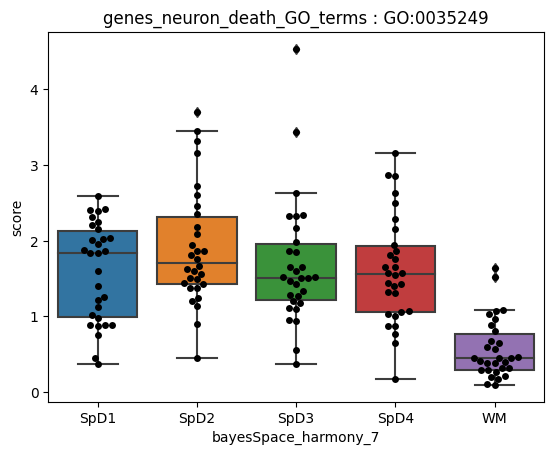 genes_neuron_death_GO_terms : GO:0035249
score
4
3
2
1
0
SpD1 SpD2 SpD3 SpD4 WM
bayesSpace_harmony_7